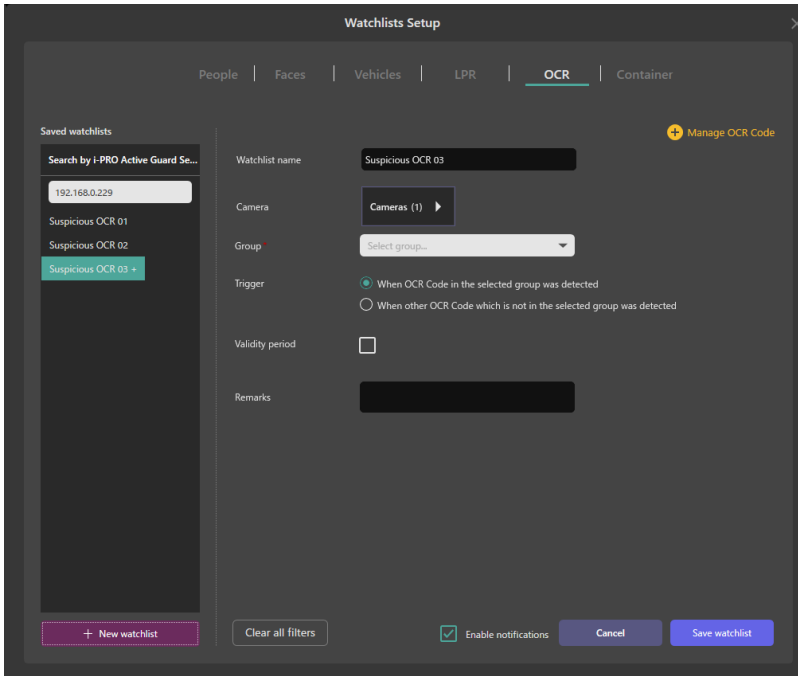 Watchlists Setup
People
Faces
Vehicles
LPR
OCR
Container
Saved watchlists
Manage OCR Code
Search by i-PRO Active Guard Se...
192.168.0.229
Suspicious OCR 01
Suspicious OCR 02
Suspicious OCR 03 +
Watchlist name
Suspicious OCR 03
Camera
Cameras (1)
Group
Select group...
Trigger
When OCR Code in the selected group was detected
When other OCR Code which is not in the selected group was detected
Validity period
Remarks
+ New watchlist
Clear all filters
Enable notifications
Cancel
Save watchlist